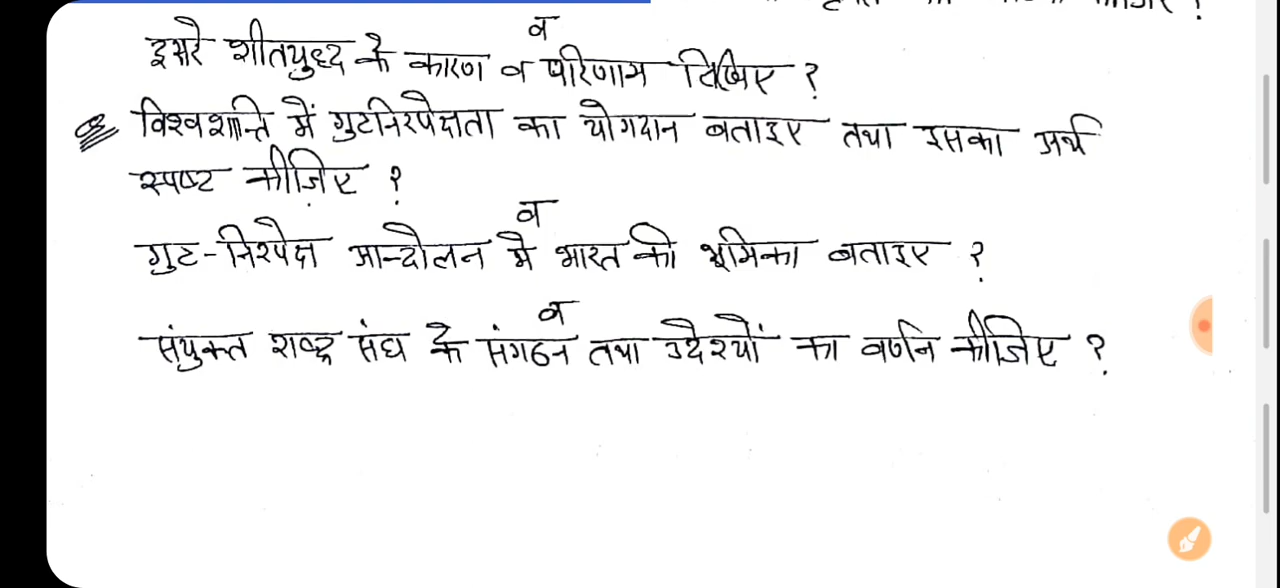 व
दूसरे शीतयुध्द के कारण व परिणाम लिखिए ?
विश्वशान्ति में गुटनिरपेक्षता का योगदान बताइए तथा इसका अर्थ
स्पष्ट कीजिए ?
व
गुट-निरपेक्ष आन्दोलन मे भारत की भूमिका बताइए ?
व
संयुक्त राष्ट्र संघ के संगठन तथा उदेश्यों का वर्णन कीजिए ?